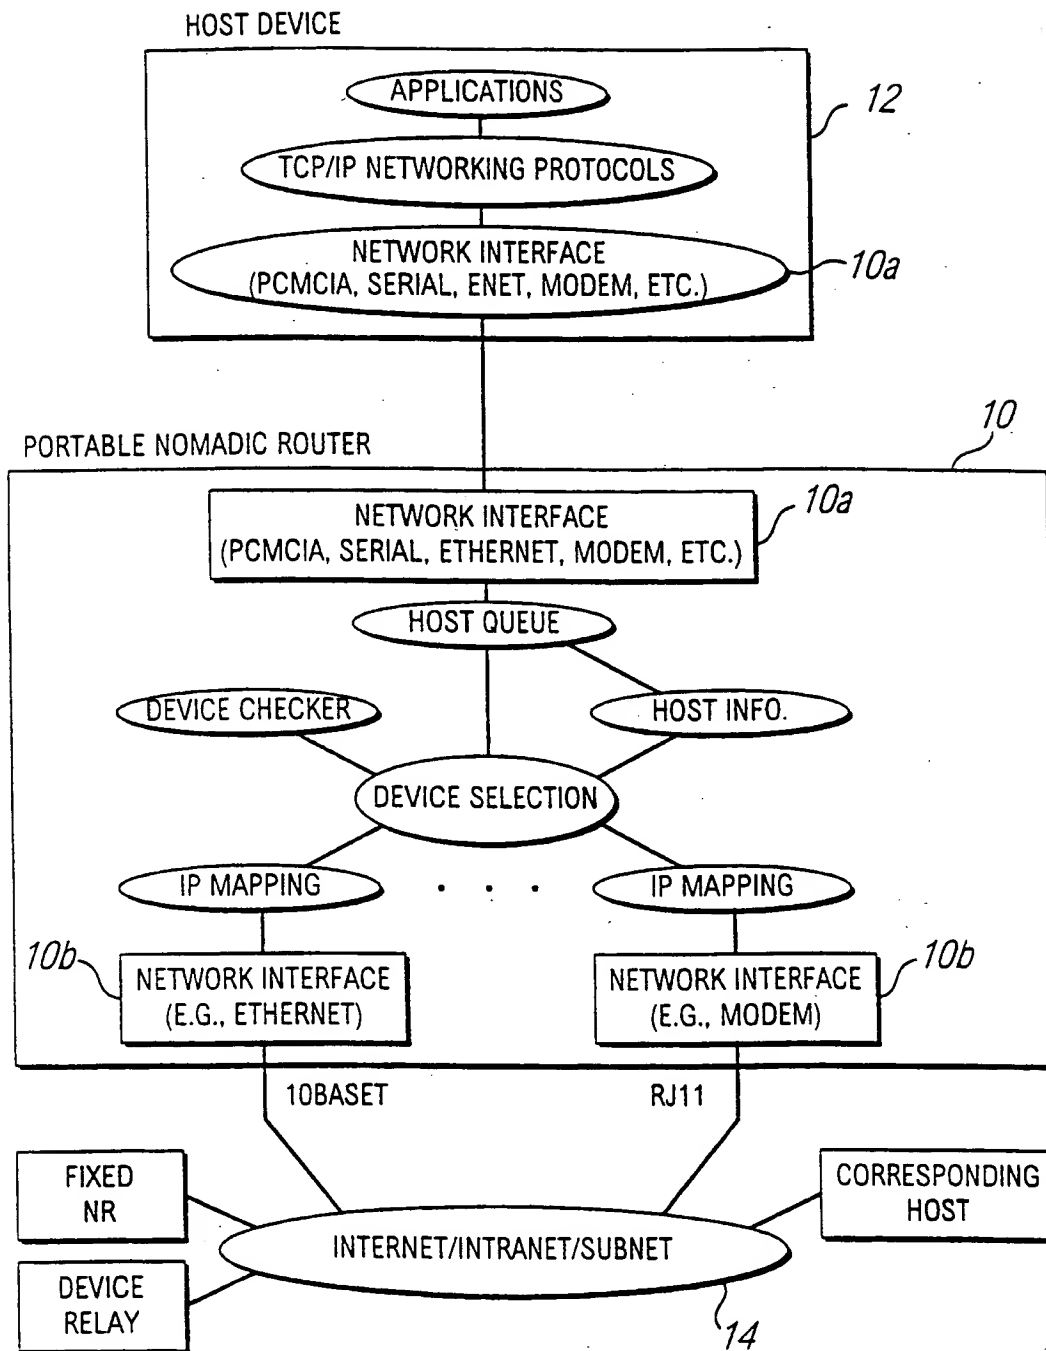 HOST DEVICE
APPLICATIONS
12
TCP/IP NETWORKING PROTOCOLS
NETWORK INTERFACE
(PCMCIA, SERIAL, ENET, MODEM, ETC.)
10a
PORTABLE NOMADIC ROUTER
10
NETWORK INTERFACE
(PCMCIA, SERIAL, ETHERNET, MODEM, ETC.)
10a
HOST QUEUE
DEVICE CHECKER
HOST INFO.
DEVICE SELECTION
IP MAPPING
. . .
IP MAPPING
10b
NETWORK INTERFACE
(E.G., ETHERNET)
NETWORK INTERFACE
(E.G., MODEM)
10b
10BASET
RJ11
FIXED
NR
CORRESPONDING
HOST
INTERNET/INTRANET/SUBNET
DEVICE
RELAY
14